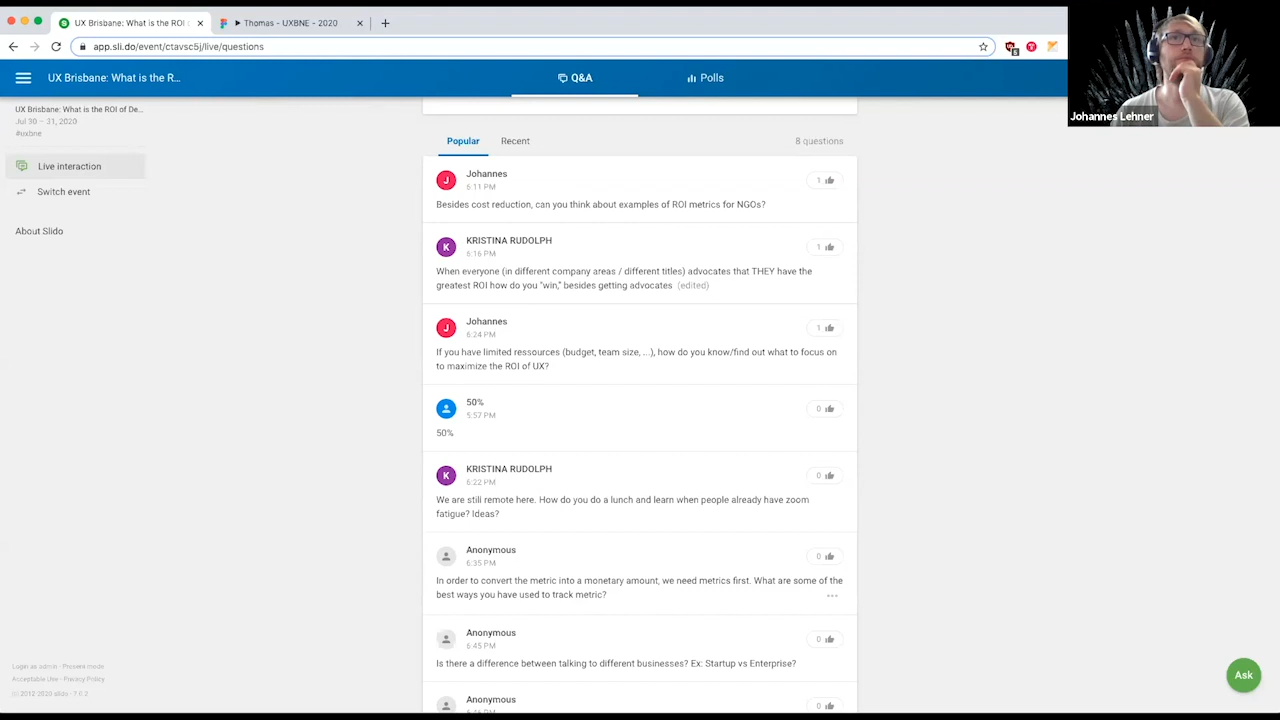 UX Brisbane: What is the ROI
Thomas - UXBNE - 2020
app.sli.do/event/ctavsc5j/live/questions
UX Brisbane: What is the R...
Q&A
Polls
Johannes Lehner
UX Brisbane: What is the ROI of De...
Jul 30 – 31, 2020
#uxbne
Live interaction
Switch event
About Slido
Popular
Recent
8 questions
J
Johannes
6:11 PM
1
Besides cost reduction, can you think about examples of ROI metrics for NGOs?
K
KRISTINA RUDOLPH
6:16 PM
1
When everyone (in different company areas / different titles) advocates that THEY have the
greatest ROI how do you "win," besides getting advocates (edited)
J
Johannes
6:24 PM
1
If you have limited ressources (budget, team size, ...), how do you know/find out what to focus on
to maximize the ROI of UX?
50%
5:57 PM
0
50%
K
KRISTINA RUDOLPH
6:22 PM
0
We are still remote here. How do you do a lunch and learn when people already have zoom
fatigue? Ideas?
Anonymous
6:35 PM
0
In order to convert the metric into a monetary amount, we need metrics first. What are some of the
best ways you have used to track metric?
Anonymous
6:45 PM
0
Is there a difference between talking to different businesses? Ex: Startup vs Enterprise?
Anonymous
0
Login as admin - Present mode
Acceptable Use - Privacy Policy
Ask